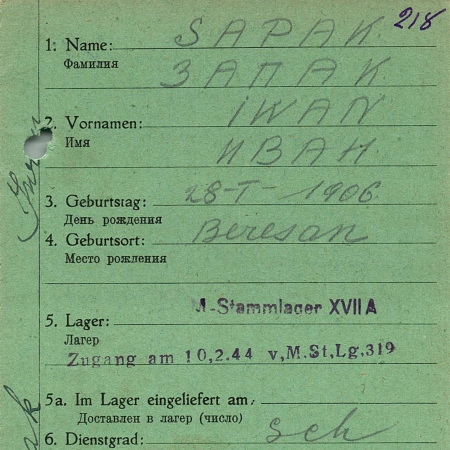 218
1. Name: SAPAK
Фамилия ЗАПАК
2. Vornamen: IWAN
Имя ИВАН
3. Geburtstag: 28-I-1906
День рождения
4. Geburtsort: Beresan
Место рождения
M-Stammlager XVII A
5. Lager:
Лагерь
Zugang am 10,2.44 v,M.St,Lg,319
5a. Im Lager eingeliefert am:
Доставлен в лагерь (число)
6. Dienstgrad: sch